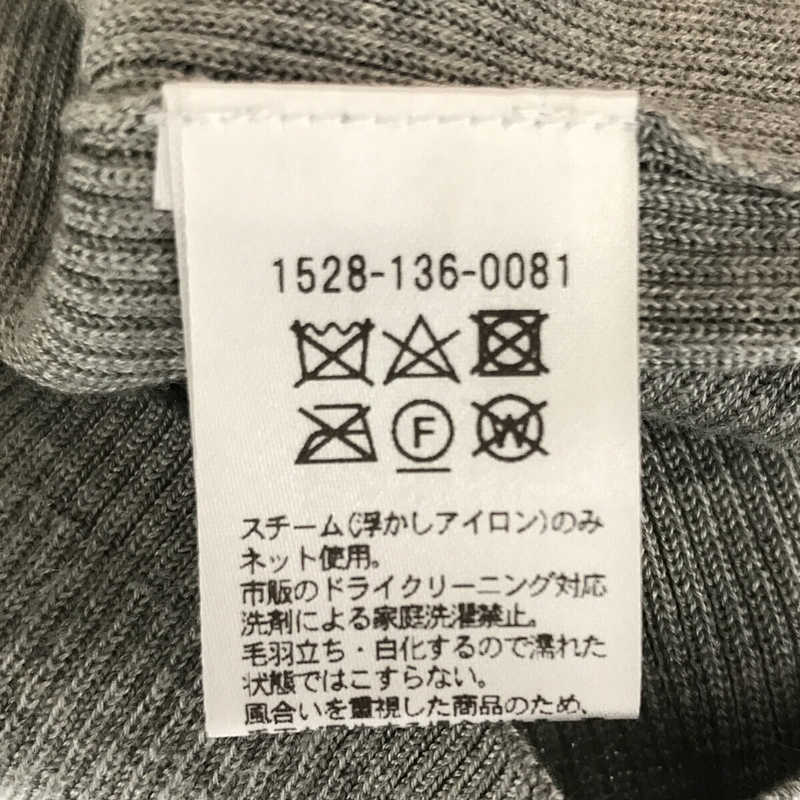 1528-136-0081
F
W
スチーム(浮かしアイロン)のみ
ネット使用。
市販のドライクリーニング対応
洗剤による家庭洗濯禁止。
毛羽立ち・白化するので濡れた
状態ではこすらない。
風合いを重視した商品のため、